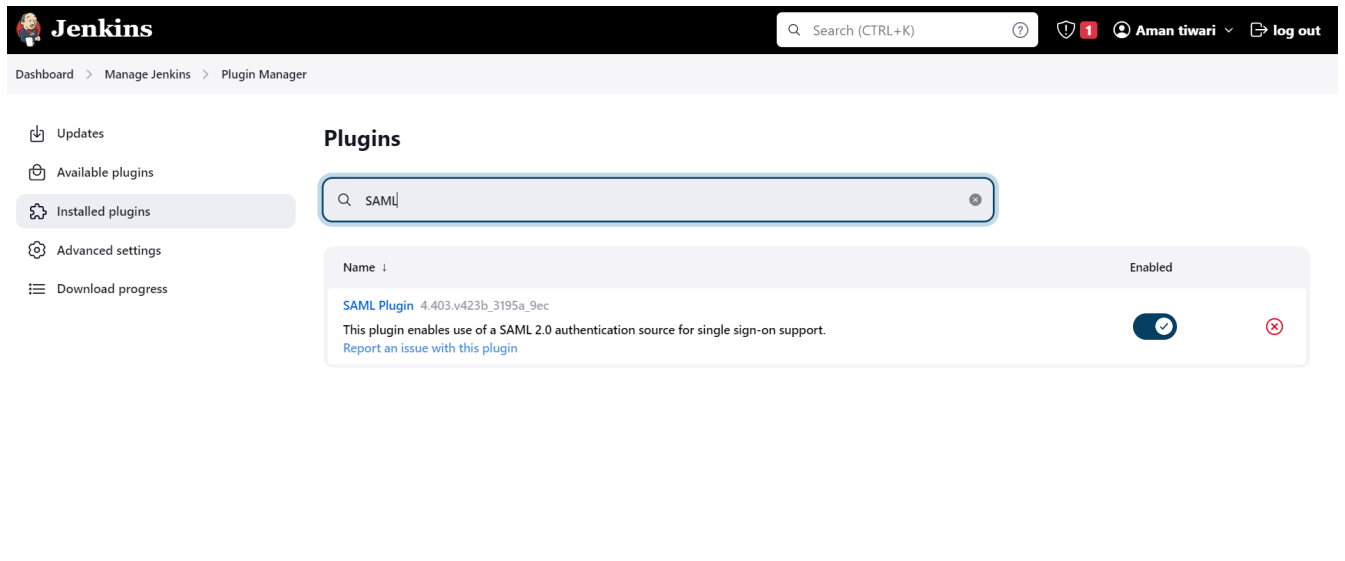 Jenkins
Search (CTRL+K)
1
Aman tiwari
log out
Dashboard > Manage Jenkins > Plugin Manager
Updates
Available plugins
Installed plugins
Advanced settings
Download progress
Plugins
SAML
Name ↓ Enabled
SAML Plugin 4.403.v423b_3195a_9ec
This plugin enables use of a SAML 2.0 authentication source for single sign-on support.
Report an issue with this plugin